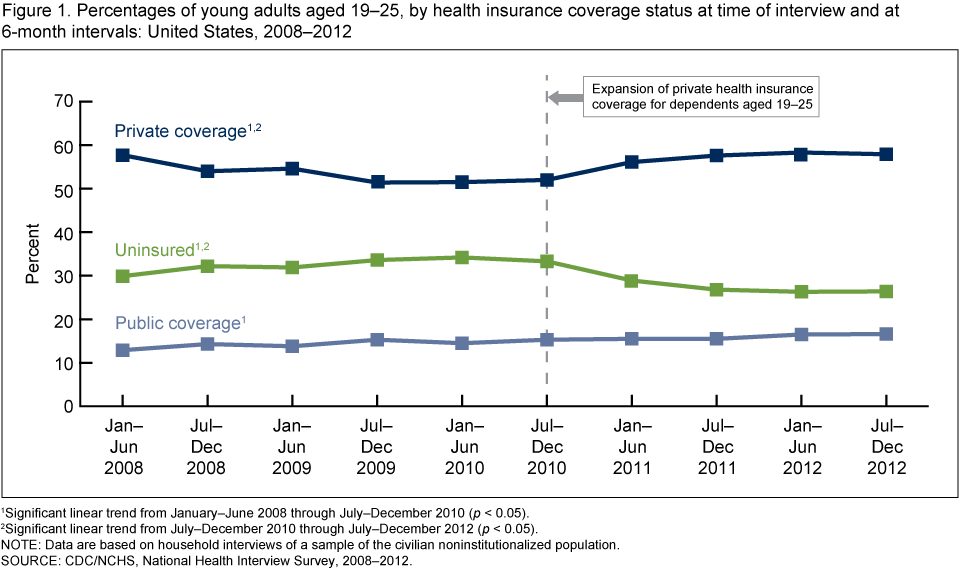 Figure 1. Percentages of young adults aged 19–25, by health insurance coverage status at time of interview and at
6-month intervals: United States, 2008–2012
Expansion of private health insurance
coverage for dependents aged 19–25
70
60
50
40
30
20
10
0
Percent
Private coverage1,2
Uninsured1,2
Public coverage1
Jan–
Jun
2008
Jul–
Dec
2008
Jan–
Jun
2009
Jul–
Dec
2009
Jan–
Jun
2010
Jul–
Dec
2010
Jan–
Jun
2011
Jul–
Dec
2011
Jan–
Jun
2012
Jul–
Dec
2012
1Significant linear trend from January–June 2008 through July–December 2010 (p < 0.05).
2Significant linear trend from July–December 2010 through July–December 2012 (p < 0.05).
NOTE: Data are based on household interviews of a sample of the civilian noninstitutionalized population.
SOURCE: CDC/NCHS, National Health Interview Survey, 2008–2012.